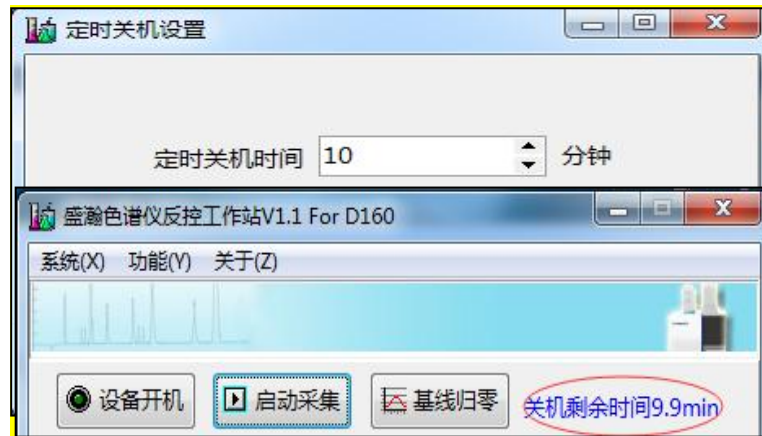 定时关机设置
定时关机时间 10 分钟
盛瀚色谱仪反控工作站V1.1 For D160
系统(X) 功能(Y) 关于(Z)
设备开机 启动采集 基线归零 关机剩余时间9.9min